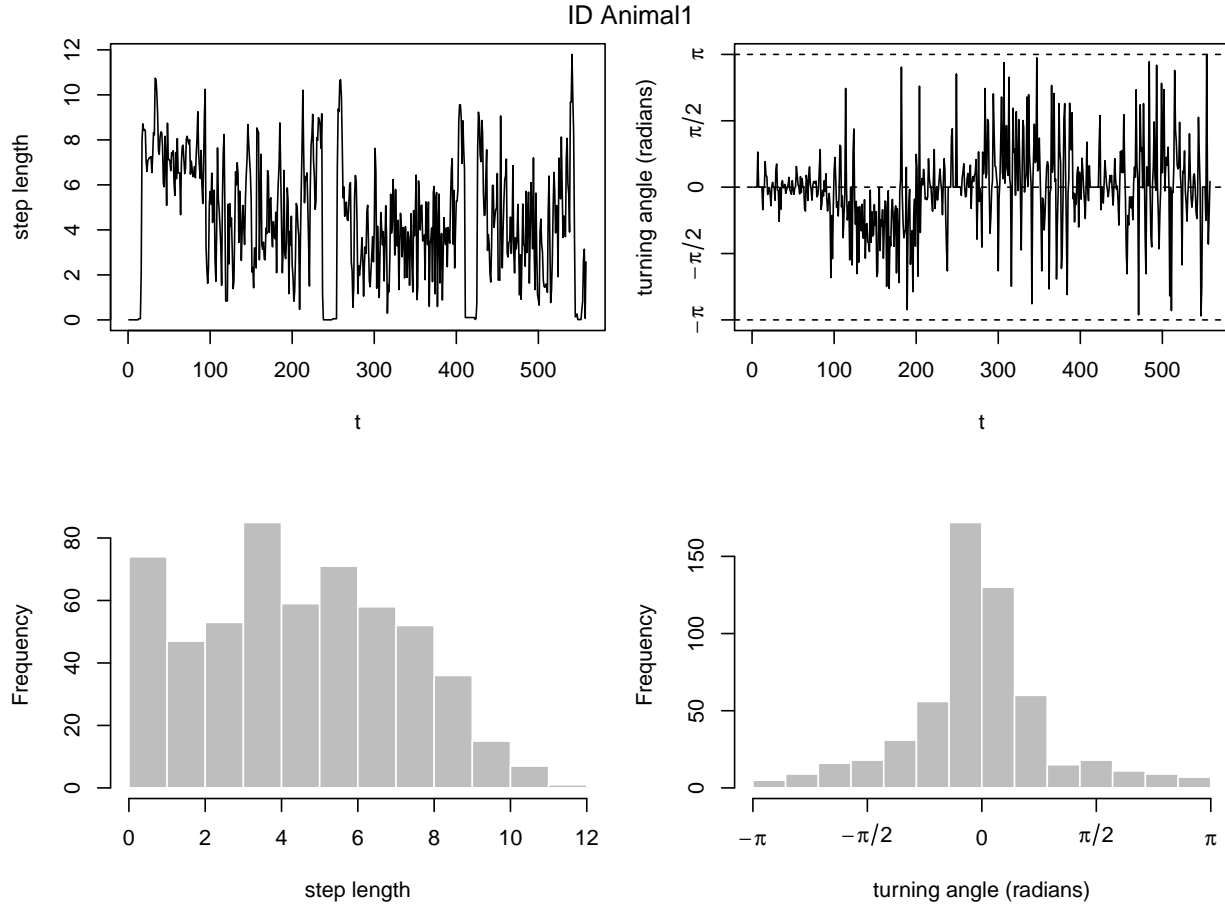 ID Animal1
step length
0 2 4 6 8 10 12
0 100 200 300 400 500
t
turning angle (radians)
−π −π/2 0 π/2 π
0 100 200 300 400 500
t
Frequency
0 20 40 60 80
0 2 4 6 8 10 12
step length
Frequency
0 50 100 150
−π −π/2 0 π/2 π
turning angle (radians)